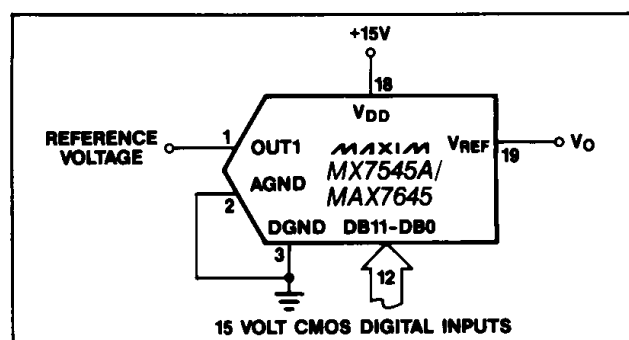 +15V
18
VDD
REFERENCE
VOLTAGE
1
OUT1
MAXIM
VREF
19
VO
MX7545A/
MAX7645
AGND
2
DGND
DB11-DB0
3
12
15 VOLT CMOS DIGITAL INPUTS